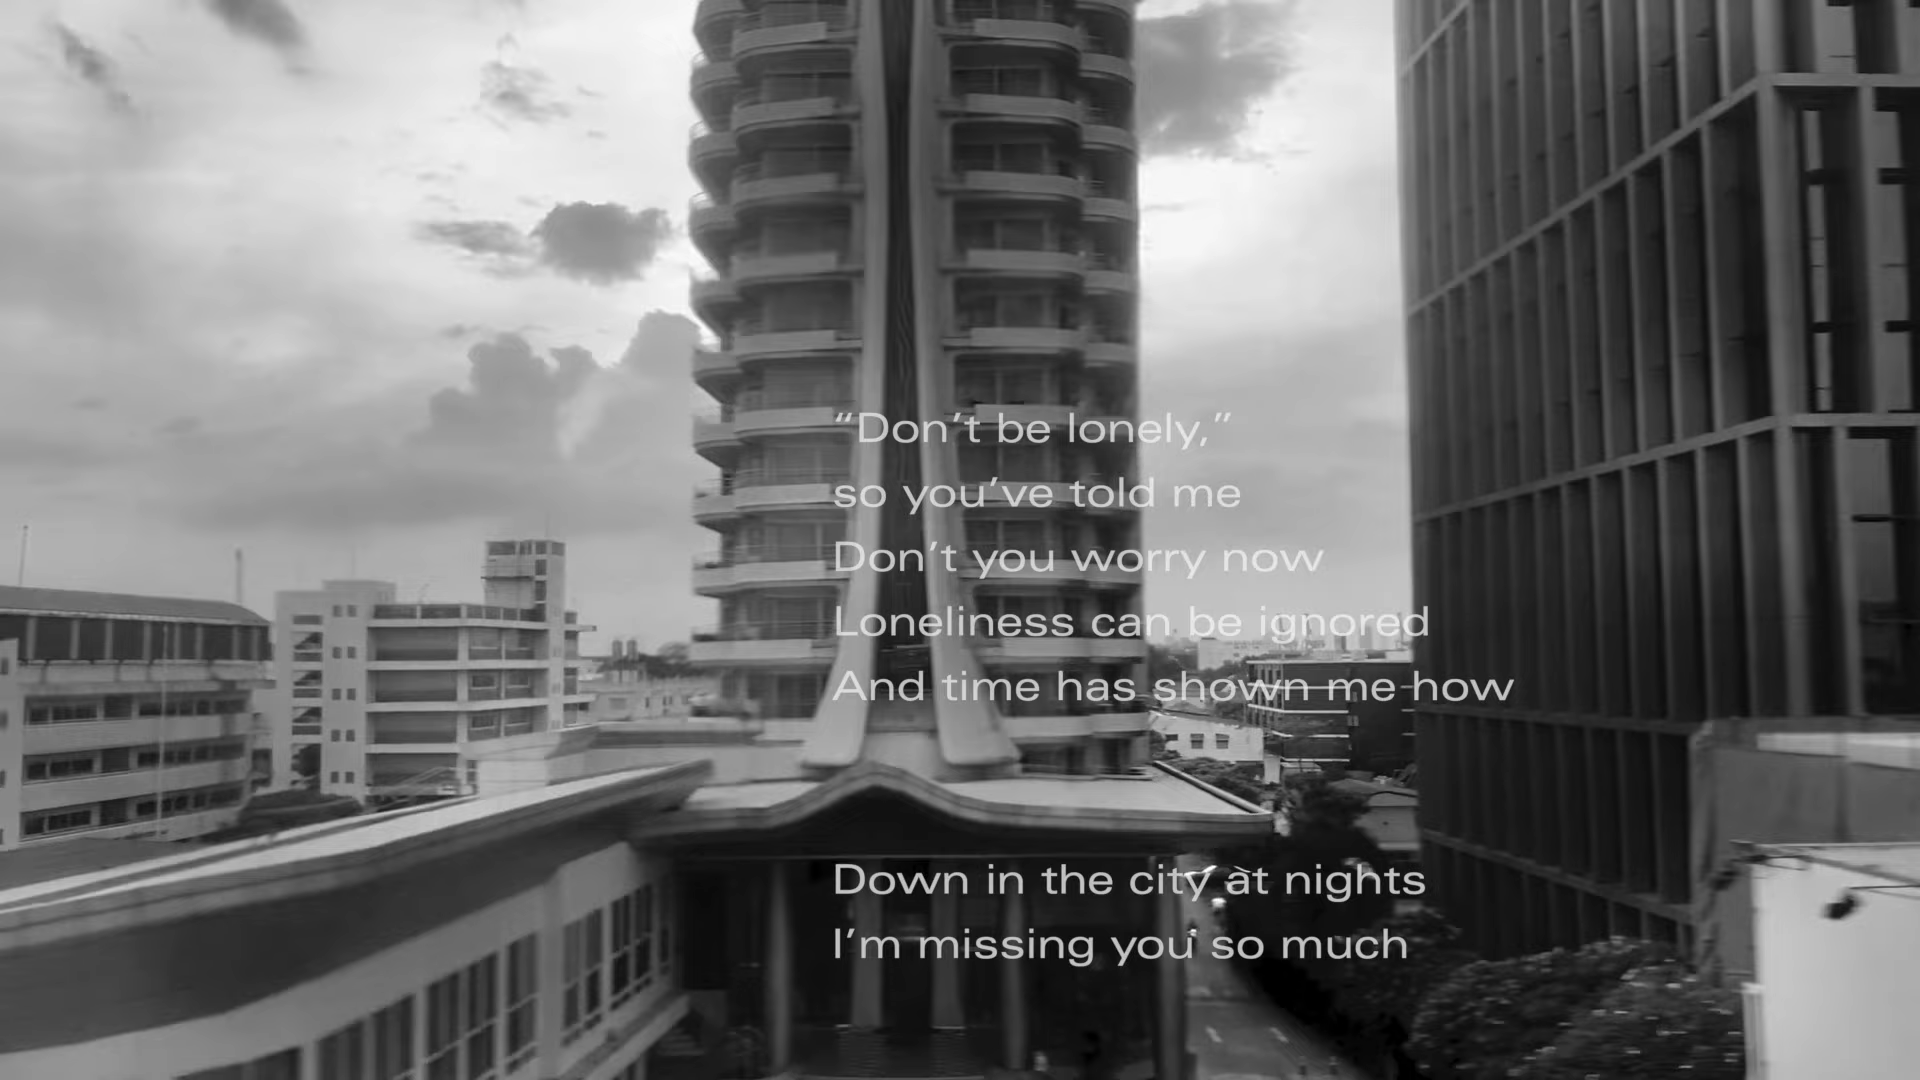 “Don’t be lonely,”
so you’ve told me
Don’t you worry now
Loneliness can be ignored
And time has shown me how
Down in the city at nights
I’m missing you so much